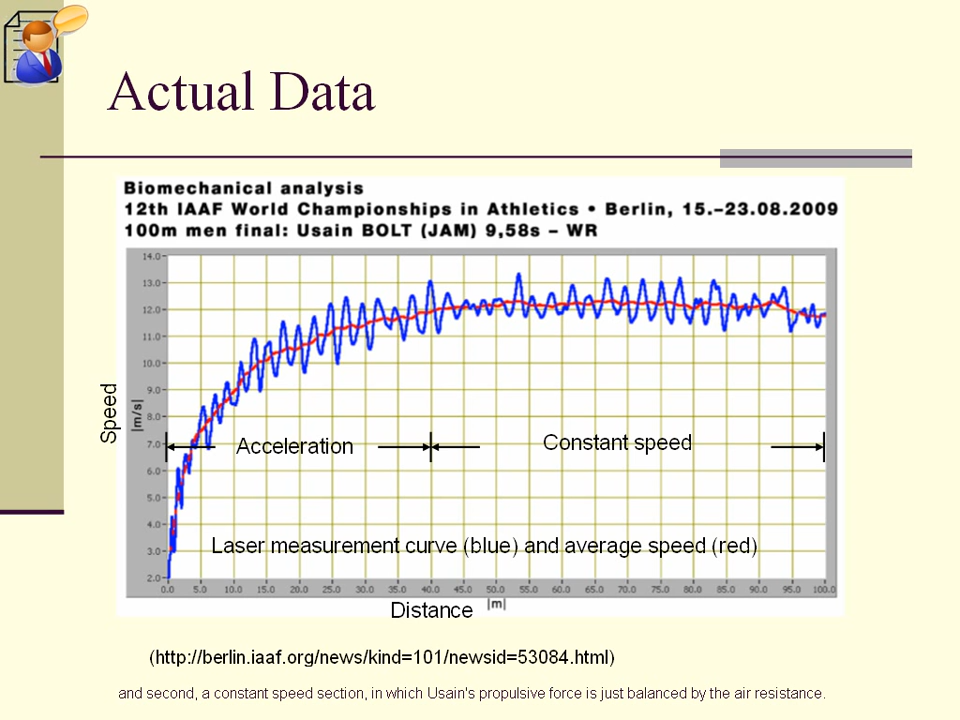 Actual Data
Biomechanical analysis
12th IAAF World Championships in Athletics • Berlin, 15.–23.08.2009
100m men final: Usain BOLT (JAM) 9,58s – WR
14.0
13.0
12.0
11.0
10.0
9.0
8.0
7.0
6.0
5.0
4.0
3.0
2.0
Speed
[m/s]
Acceleration
Constant speed
Laser measurement curve (blue) and average speed (red)
0.0 5.0 10.0 15.0 20.0 25.0 30.0 35.0 40.0 45.0 50.0 55.0 60.0 65.0 70.0 75.0 80.0 85.0 90.0 95.0 100.0
Distance [m]
(http://berlin.iaaf.org/news/kind=101/newsid=53084.html)
and second, a constant speed section, in which Usain's propulsive force is just balanced by the air resistance.